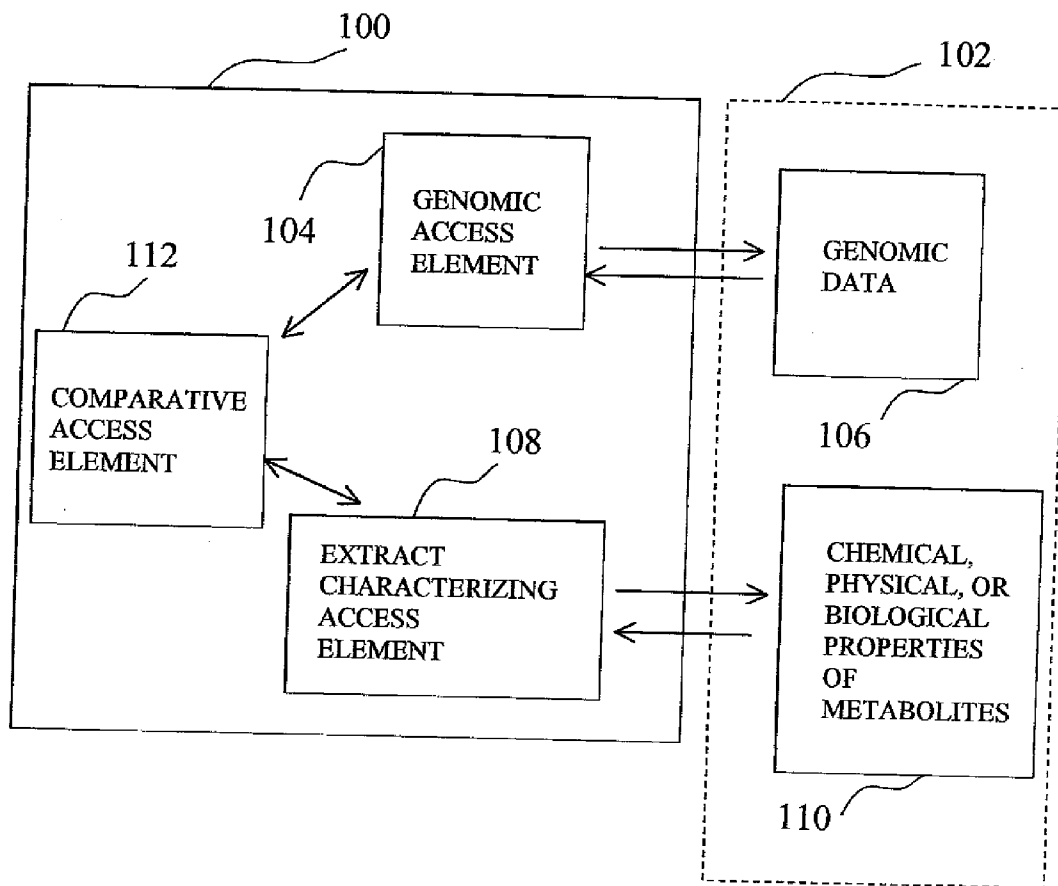 100
102
104
GENOMIC
ACCESS
ELEMENT
GENOMIC
DATA
106
112
COMPARATIVE
ACCESS
ELEMENT
108
EXTRACT
CHARACTERIZING
ACCESS
ELEMENT
CHEMICAL,
PHYSICAL, OR
BIOLOGICAL
PROPERTIES
OF
METABOLITES
110